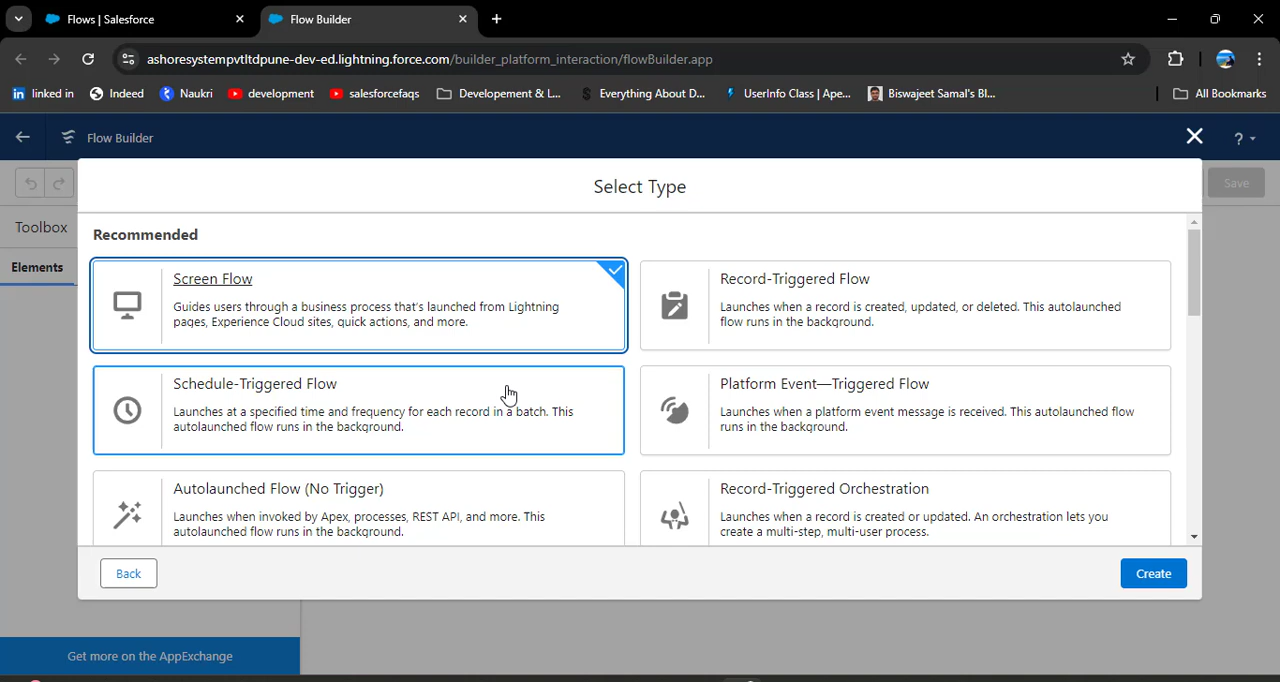 Flows | Salesforce
Flow Builder
ashoresystempvtltdpune-dev-ed.lightning.force.com/builder_platform_interaction/flowBuilder.app
linked in
Indeed
Naukri
development
salesforcefaqs
Developement & L...
Everything About D...
UserInfo Class | Ape...
Biswajeet Samal's Bl...
All Bookmarks
Flow Builder
?
Save
Toolbox
Elements
Select Type
Recommended
Screen Flow
Guides users through a business process that's launched from Lightning
pages, Experience Cloud sites, quick actions, and more.
Record-Triggered Flow
Launches when a record is created, updated, or deleted. This autolaunched
flow runs in the background.
Schedule-Triggered Flow
Launches at a specified time and frequency for each record in a batch. This
autolaunched flow runs in the background.
Platform Event—Triggered Flow
Launches when a platform event message is received. This autolaunched flow
runs in the background.
Autolaunched Flow (No Trigger)
Launches when invoked by Apex, processes, REST API, and more. This
autolaunched flow runs in the background.
Record-Triggered Orchestration
Launches when a record is created or updated. An orchestration lets you
create a multi-step, multi-user process.
Back
Create
Get more on the AppExchange